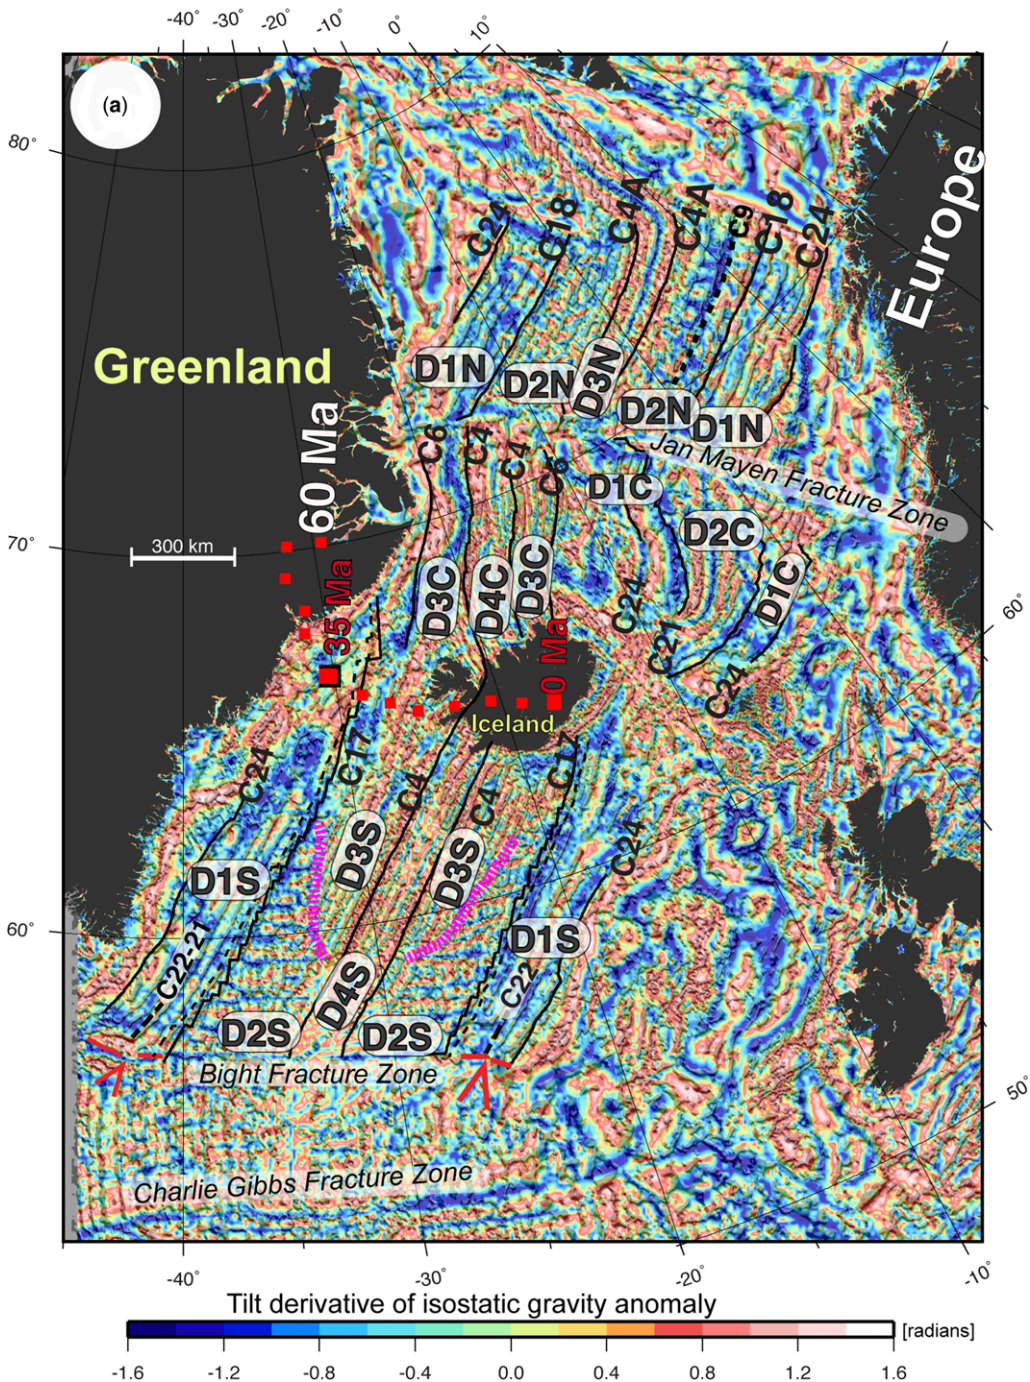 -40° -30° -20° -10° 0° 10°
(a)
80°
Europe
C24 C18 C4A C4A C9 C18 C24
Greenland
D1N D2N D3N D2N D1N
60 Ma
C6 C4 C4 C6
Jan Mayen Fracture Zone
D1C
D2C
70°
300 km
35 Ma
D3C D4C D3C
C24
D1C
60°
0 Ma
C21
C24
Iceland
C24 C17 C4 C4 C17
C24
D1S D3S D3S
60°
C22-21
D1S
C22
D4S
D2S D2S
Bight Fracture Zone
50°
Charlie Gibbs Fracture Zone
-40° -30° -20° -10°
Tilt derivative of isostatic gravity anomaly
[radians]
-1.6 -1.2 -0.8 -0.4 0.0 0.4 0.8 1.2 1.6